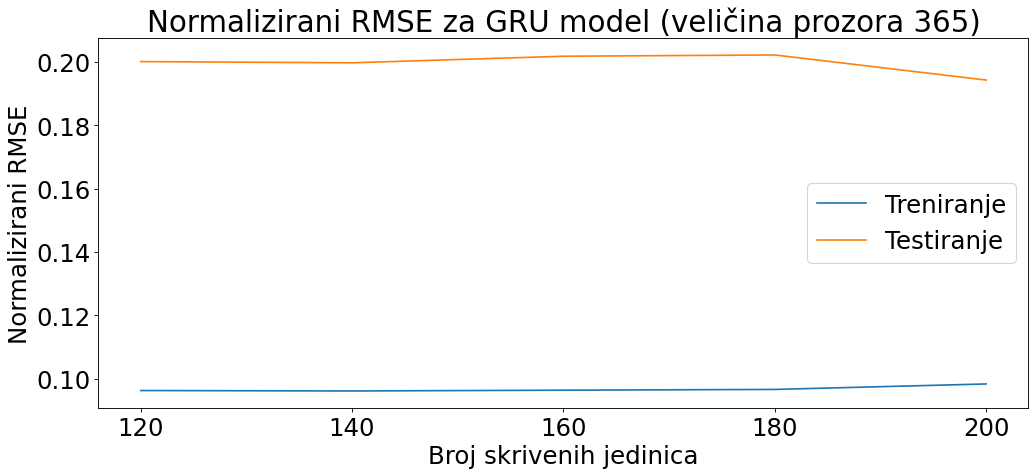 Normalizirani RMSE za GRU model (veličina prozora 365)
Normalizirani RMSE
0.20
0.18
0.16
0.14
0.12
0.10
Treniranje
Testiranje
120 140 160 180 200
Broj skrivenih jedinica